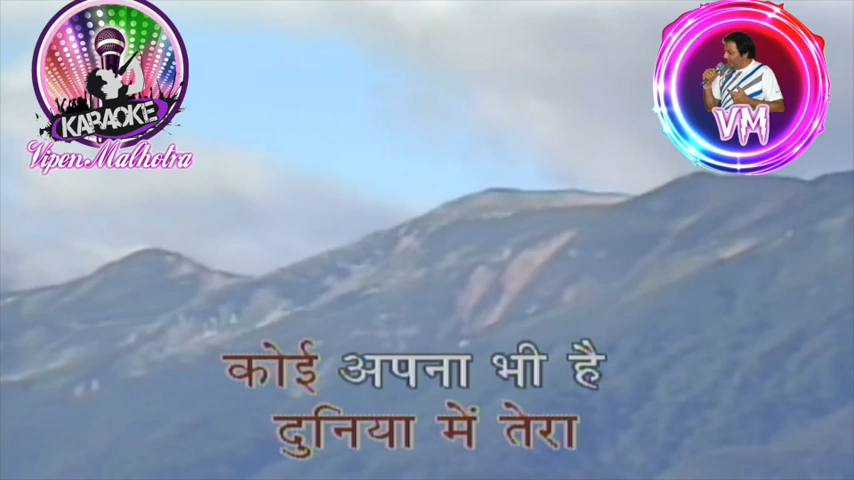 KARAOKE
Vipen Malhotra
VM
कोई अपना भी है
दुनिया में तेरा